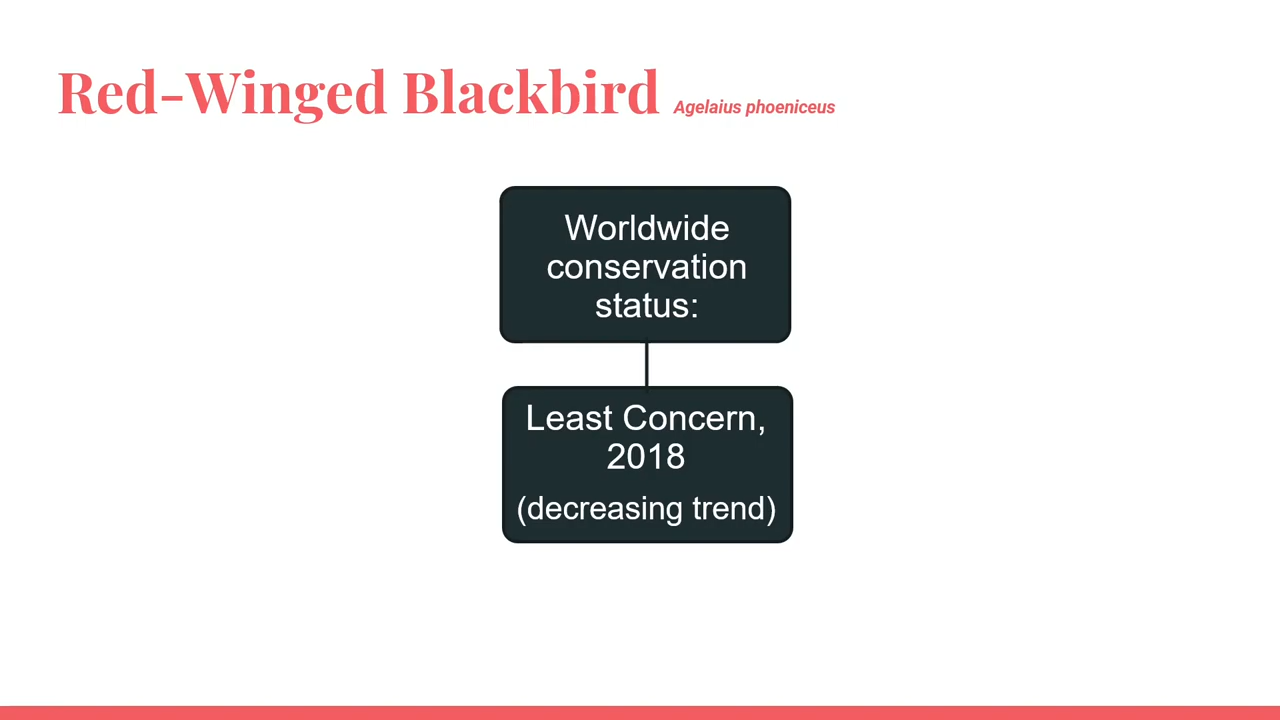 Red-Winged Blackbird Agelaius phoeniceus
Worldwide
conservation
status:
Least Concern,
2018
(decreasing trend)